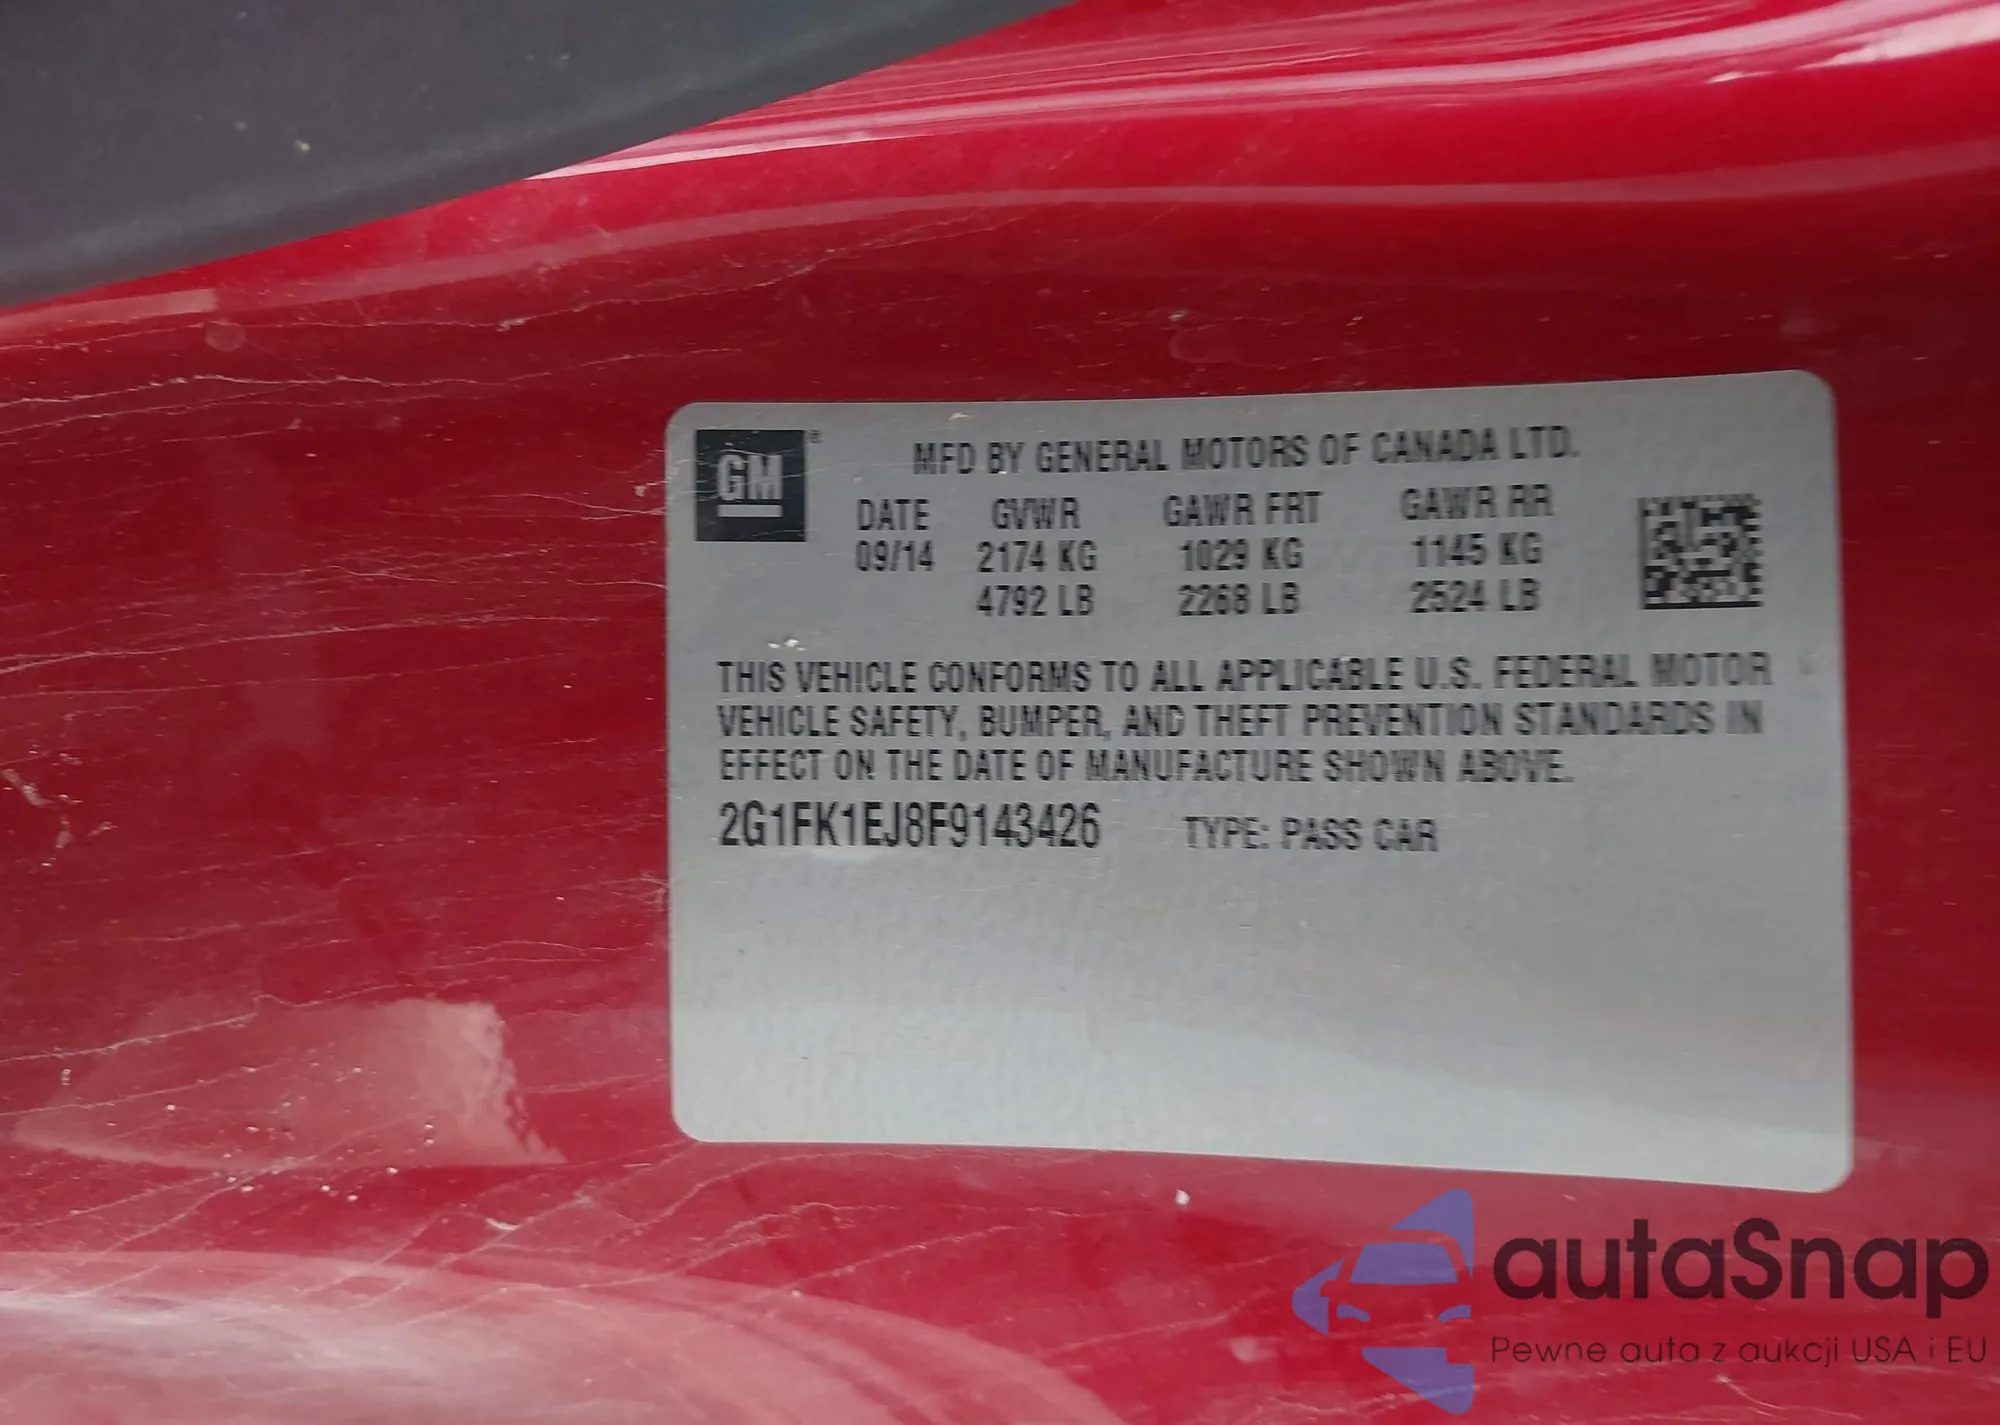 GM®
MFD BY GENERAL MOTORS OF CANADA LTD.
DATE GVWR GAWR FRT GAWR RR
09/14 2174 KG 1029 KG 1145 KG
4792 LB 2268 LB 2524 LB
THIS VEHICLE CONFORMS TO ALL APPLICABLE U.S. FEDERAL MOTOR
VEHICLE SAFETY, BUMPER, AND THEFT PREVENTION STANDARDS IN
EFFECT ON THE DATE OF MANUFACTURE SHOWN ABOVE.
2G1FK1EJ8F9143426 TYPE: PASS CAR
autaSnap
Pewne auta z aukcji USA i EU